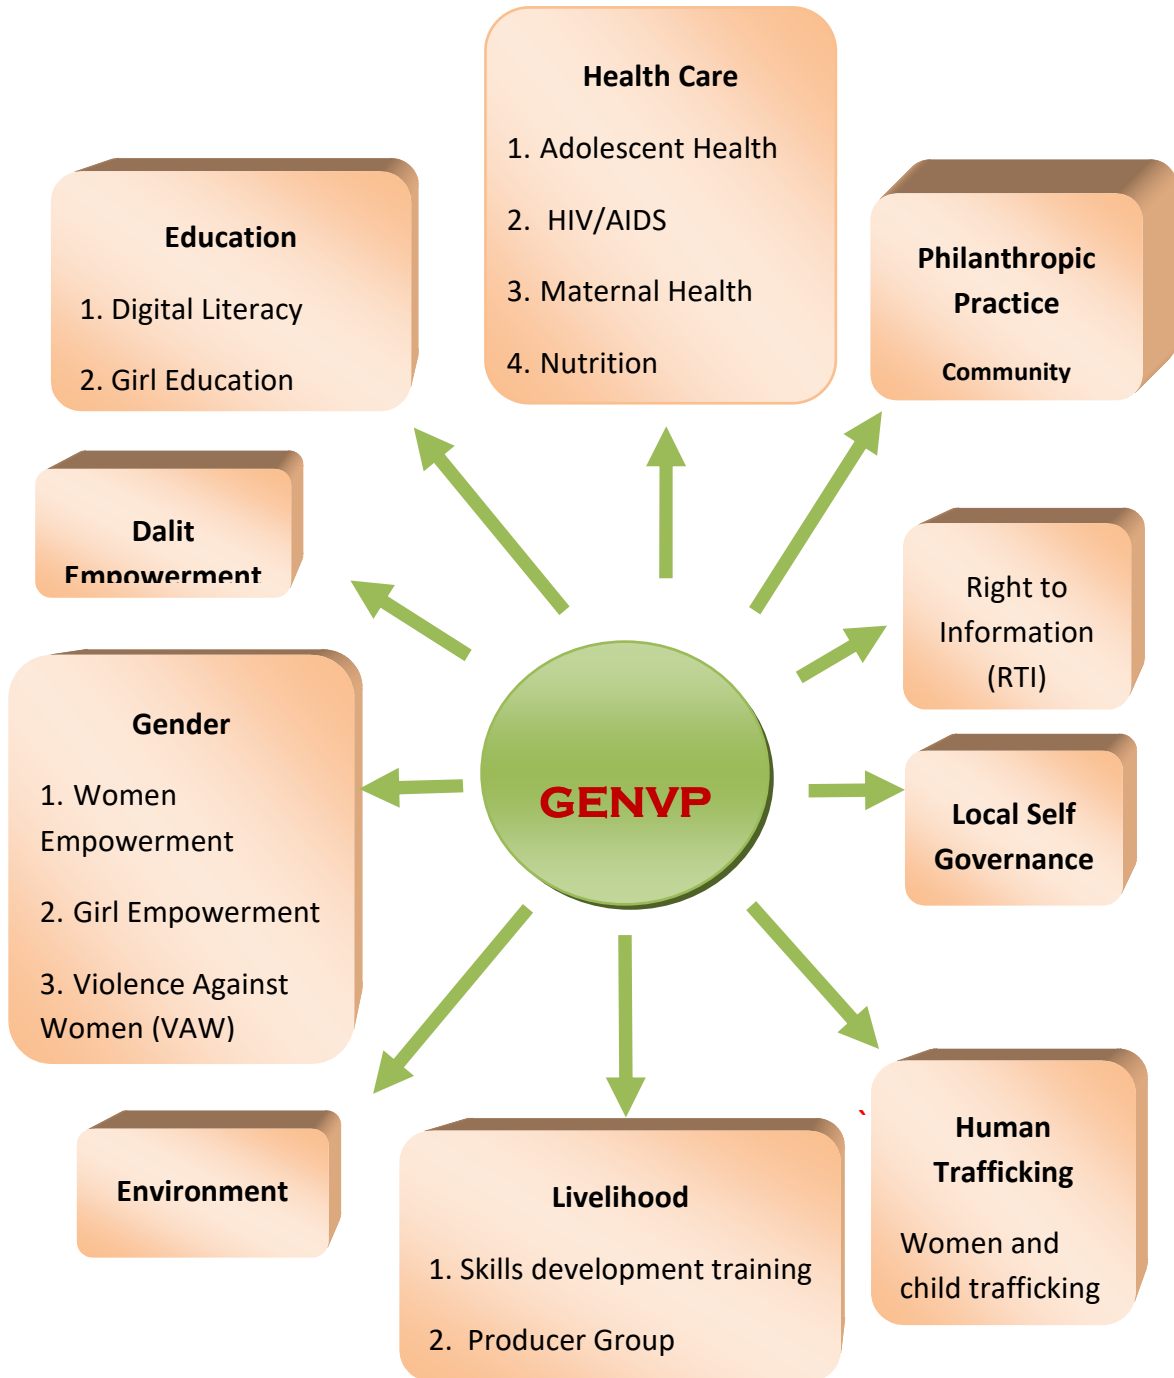 Health Care
1. Adolescent Health
2. HIV/AIDS
3. Maternal Health
4. Nutrition
Education
1. Digital Literacy
2. Girl Education
Philanthropic
Practice
Community
Dalit
Empowerment
Right to
Information
(RTI)
Gender
1. Women
Empowerment
2. Girl Empowerment
3. Violence Against
Women (VAW)
GENVP
Local Self
Governance
Environment
Livelihood
1. Skills development training
2. Producer Group
`
Human
Trafficking
Women and
child trafficking